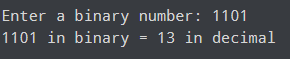 Enter a binary number: 1101
1101 in binary = 13 in decimal